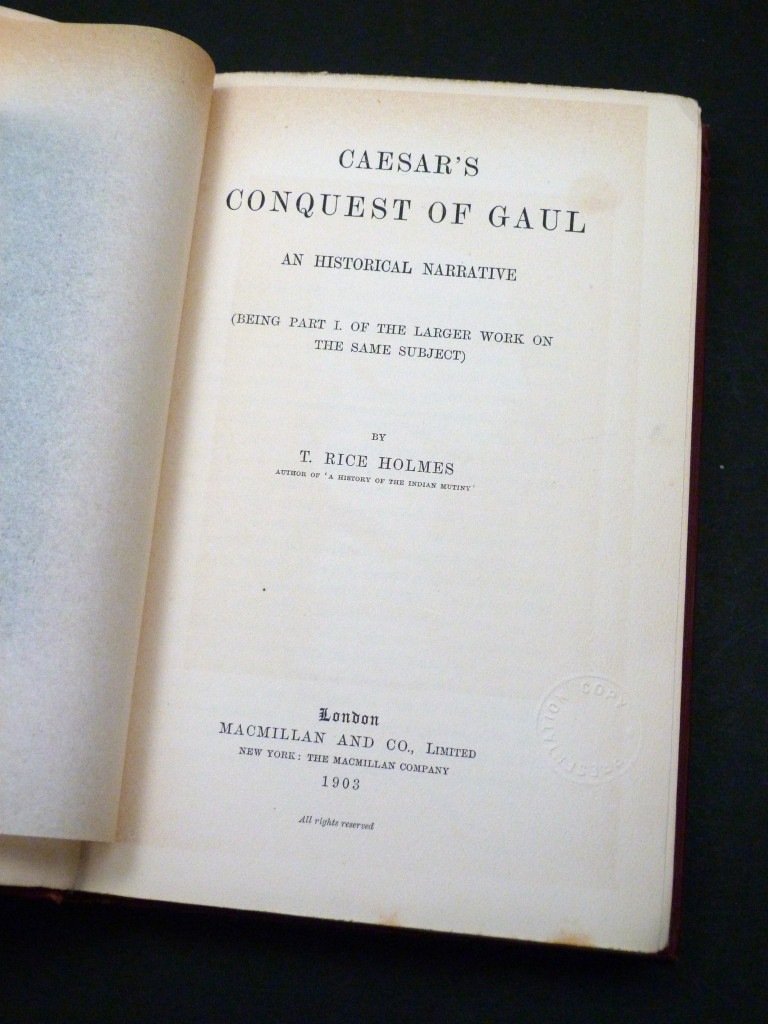 CAESAR'S
CONQUEST OF GAUL
AN HISTORICAL NARRATIVE
(BEING PART I. OF THE LARGER WORK ON
THE SAME SUBJECT)
BY
T. RICE HOLMES
AUTHOR OF 'A HISTORY OF THE INDIAN MUTINY'
London
MACMILLAN AND CO., LIMITED
NEW YORK: THE MACMILLAN COMPANY
1903
All rights reserved
PRESENTATION COPY